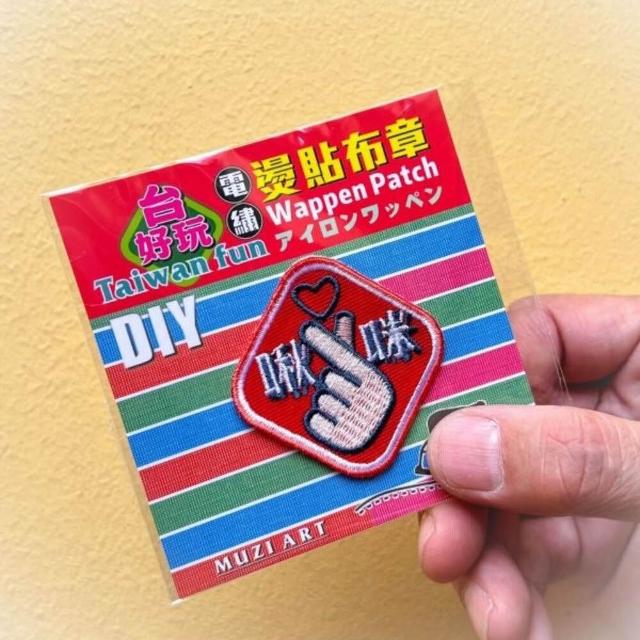 台
好玩
Taiwan fun
電繡
燙貼布章
Wappen Patch
アイロンワッペン
DIY
啾
咪
MUZI ART